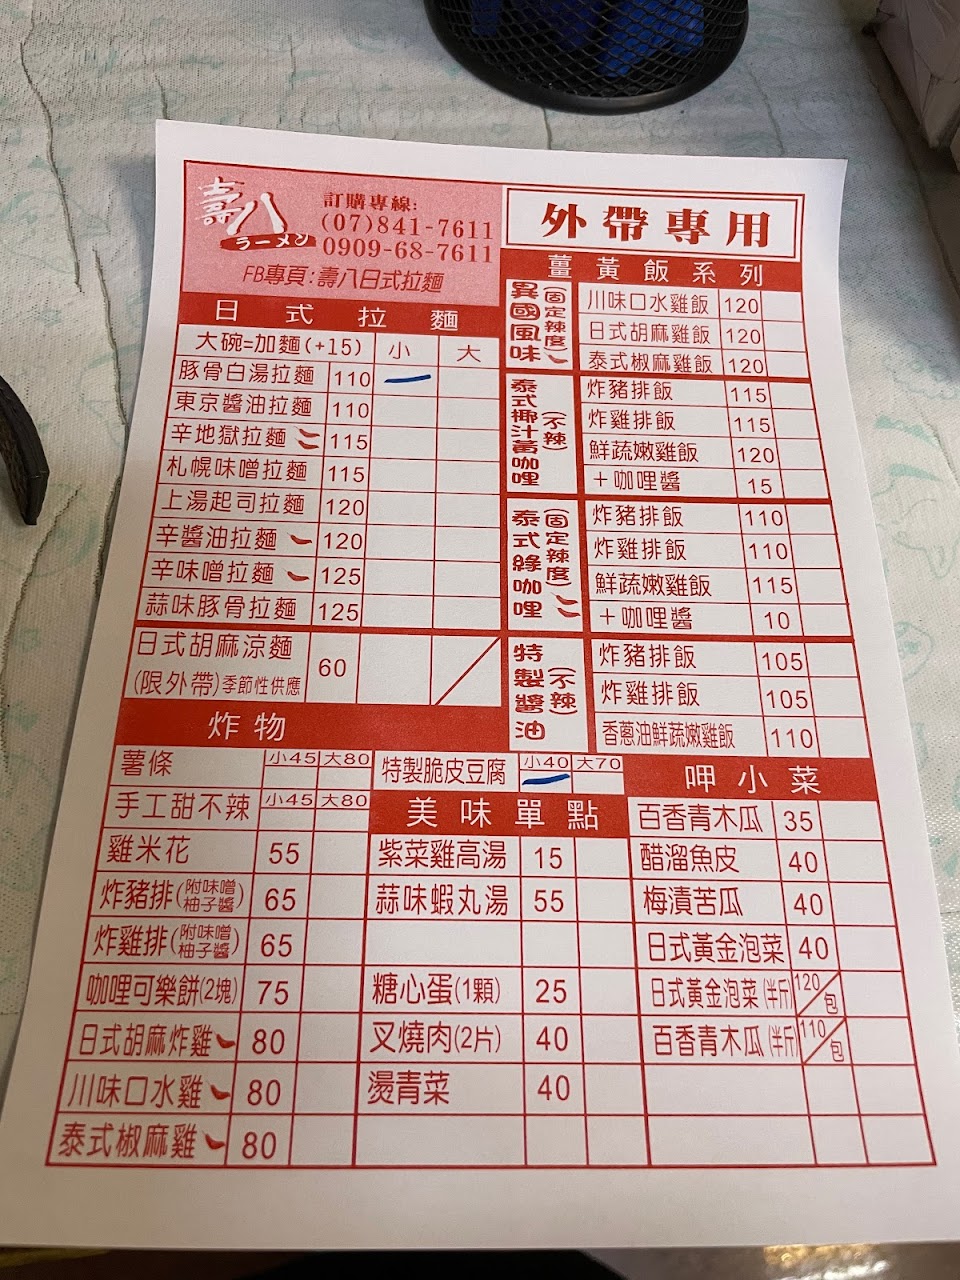 壽八
ラーメン
訂購專線:
(07)841-7611
0909-68-7611
FB專頁:壽八日式拉麵
外帶專用
日式拉麵
大碗=加麵(+15) 小 大
豚骨白湯拉麵 110
東京醬油拉麵 110
辛地獄拉麵 115
札幌味噌拉麵 115
上湯起司拉麵 120
辛醬油拉麵 120
辛味噌拉麵 125
蒜味豚骨拉麵 125
日式胡麻涼麵
(限外帶)季節性供應 60
薑黃飯系列
異國風味(固定辣度)
川味口水雞飯 120
日式胡麻雞飯 120
泰式椒麻雞飯 120
泰式椰汁黃咖哩(不辣)
炸豬排飯 115
炸雞排飯 115
鮮蔬嫩雞飯 120
+咖哩醬 15
泰式綠咖哩(固定辣度)
炸豬排飯 110
炸雞排飯 110
鮮蔬嫩雞飯 115
+咖哩醬 10
特製醬油(不辣)
炸豬排飯 105
炸雞排飯 105
香蔥油鮮蔬嫩雞飯 110
炸物
薯條 小45 大80
手工甜不辣 小45 大80
雞米花 55
炸豬排(附味噌柚子醬) 65
炸雞排(附味噌柚子醬) 65
咖哩可樂餅(2塊) 75
日式胡麻炸雞 80
川味口水雞 80
泰式椒麻雞 80
特製脆皮豆腐 小40 大70
美味單點
紫菜雞高湯 15
蒜味蝦丸湯 55
糖心蛋(1顆) 25
叉燒肉(2片) 40
燙青菜 40
呷小菜
百香青木瓜 35
醋溜魚皮 40
梅漬苦瓜 40
日式黃金泡菜 40
日式黃金泡菜(半斤) 120/包
百香青木瓜(半斤) 110/包